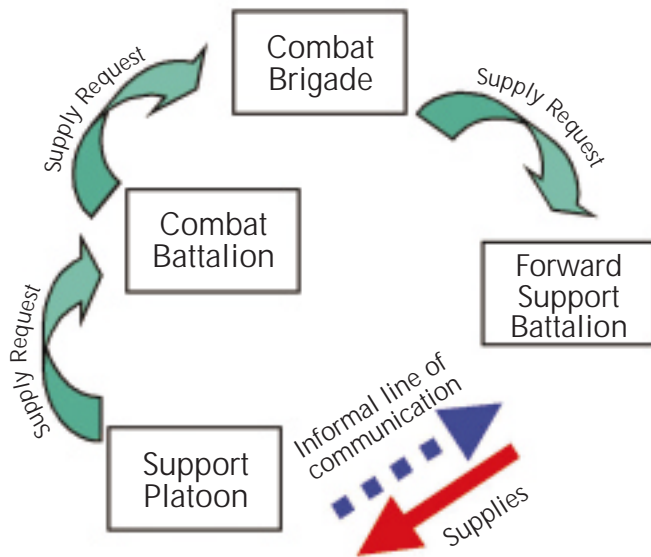 Combat
Brigade
Supply Request
Supply Request
Combat
Battalion
Forward
Support
Battalion
Supply Request
Informal line of
communication
Support
Platoon
Supplies